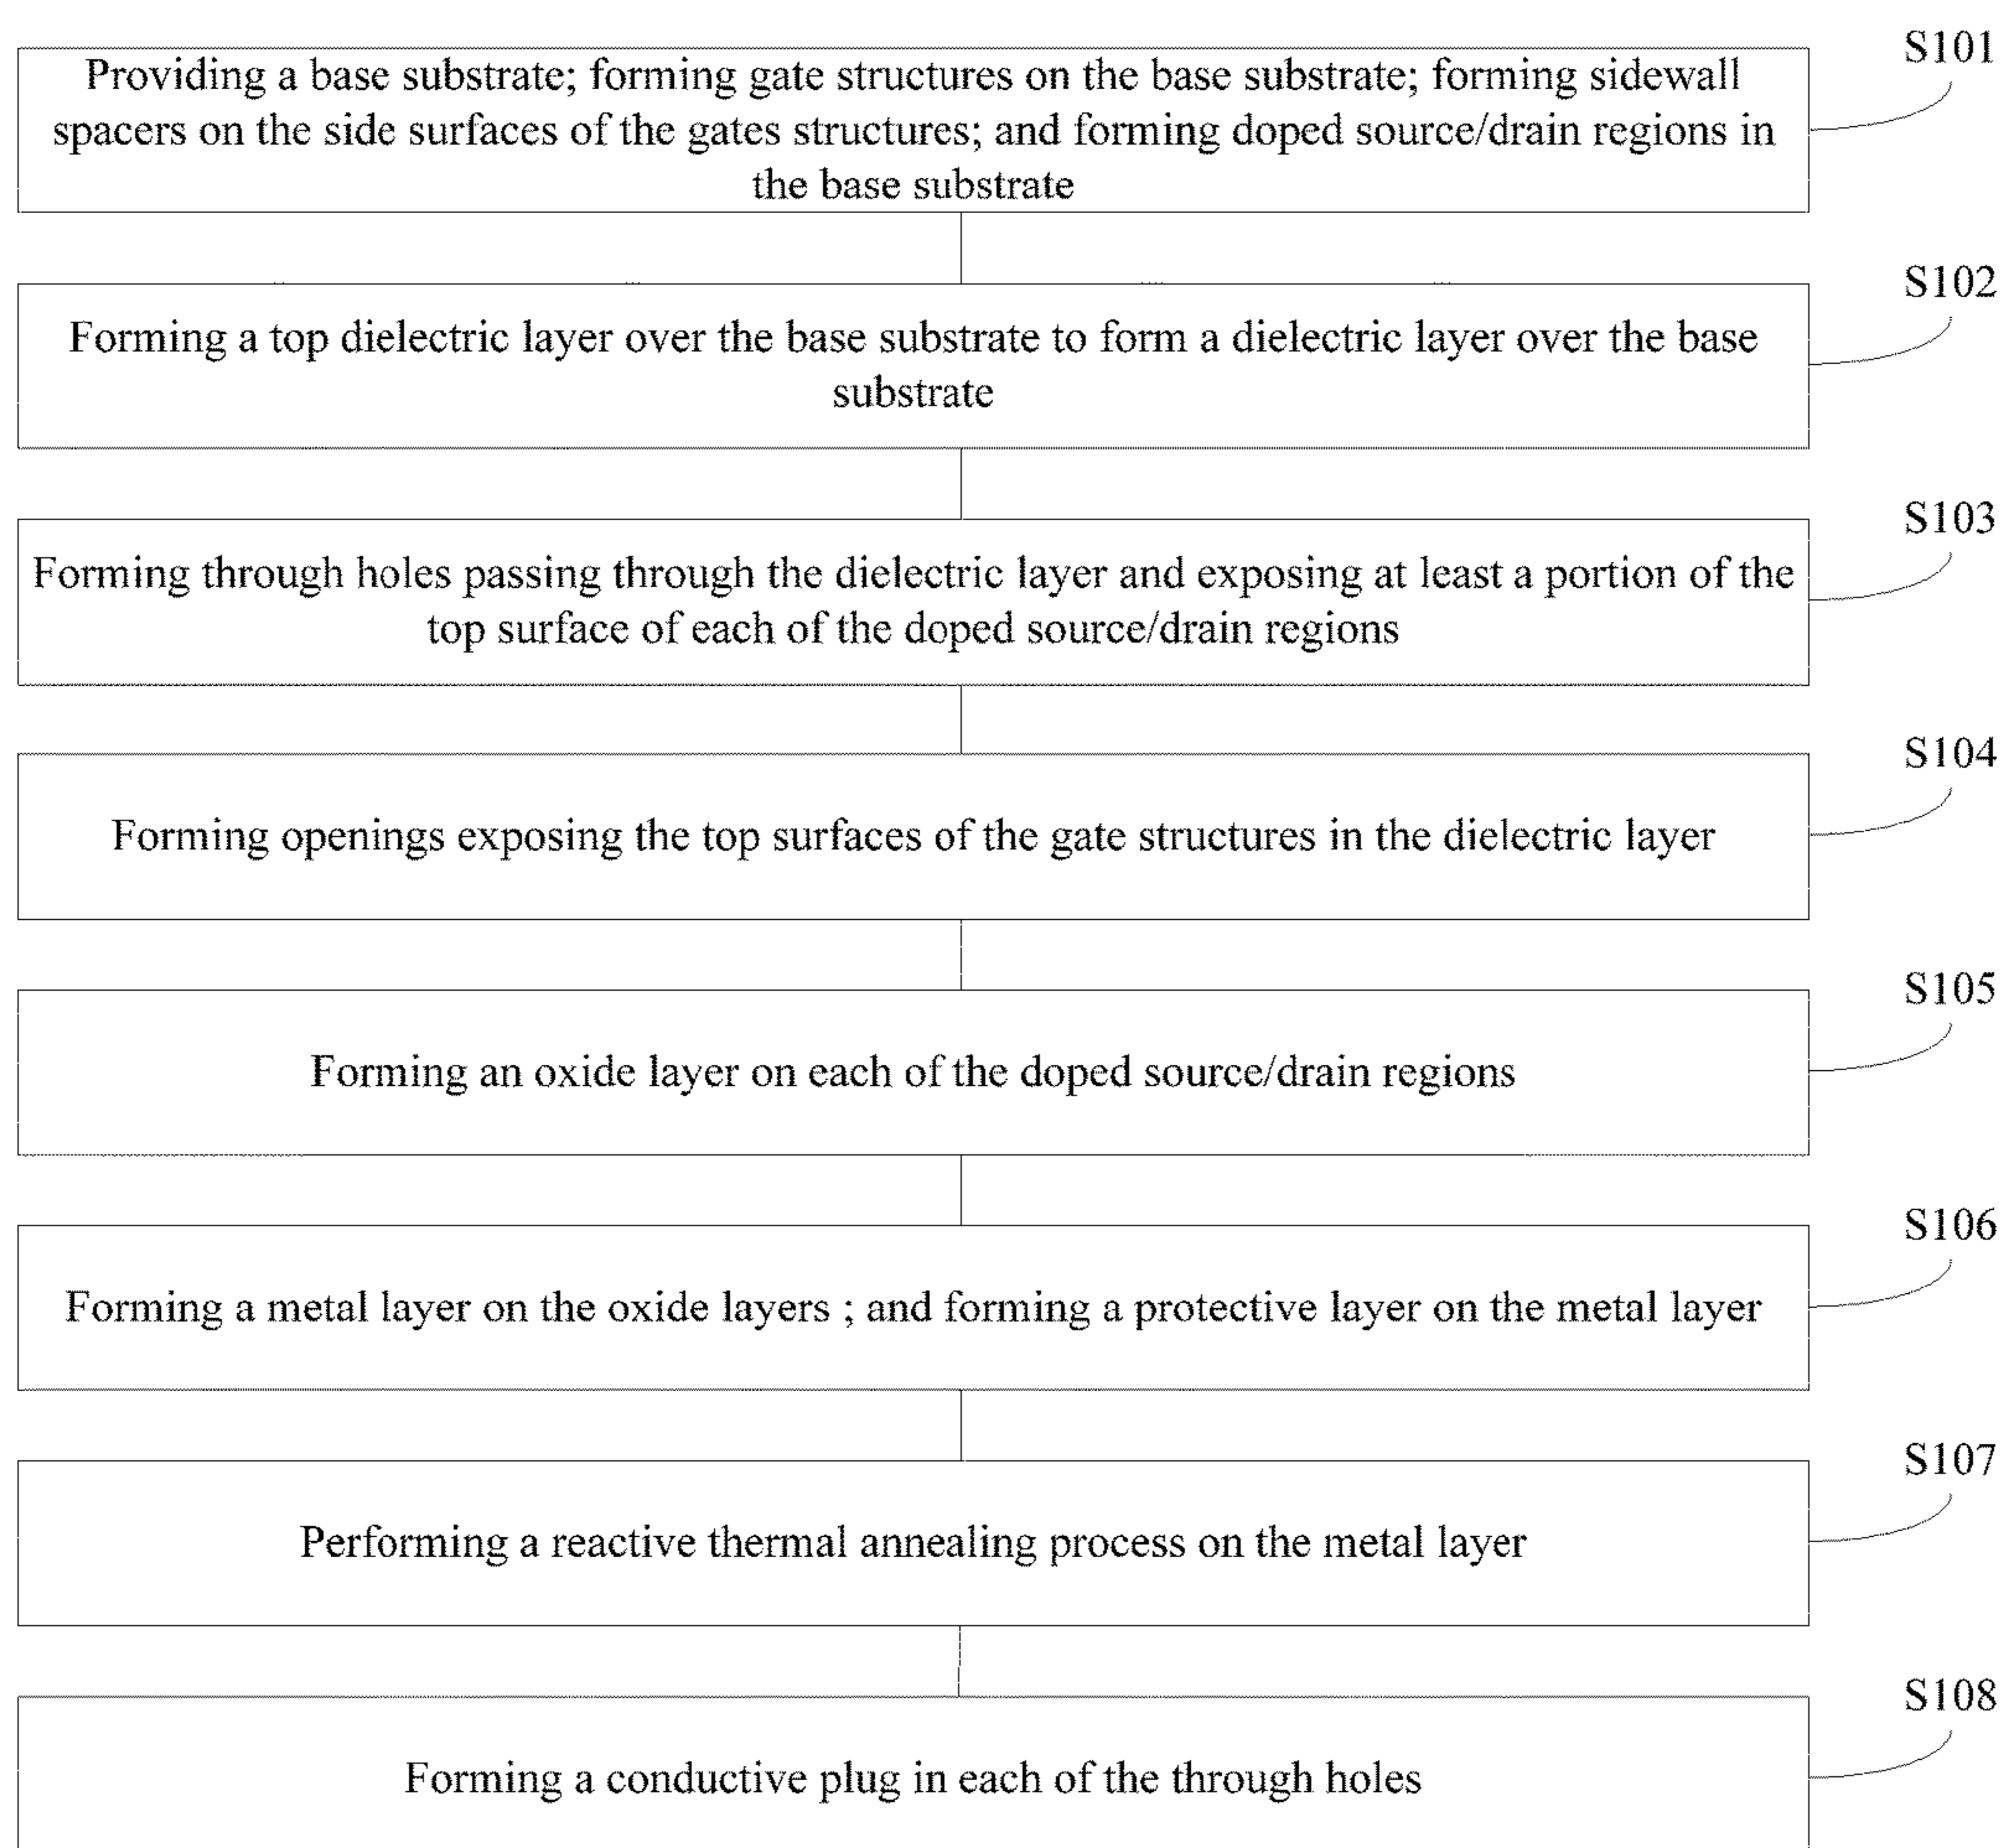 S101
Providing a base substrate; forming gate structures on the base substrate; forming sidewall
spacers on the side surfaces of the gates structures; and forming doped source/drain regions in
the base substrate
S102
Forming a top dielectric layer over the base substrate to form a dielectric layer over the base
substrate
S103
Forming through holes passing through the dielectric layer and exposing at least a portion of the
top surface of each of the doped source/drain regions
S104
Forming openings exposing the top surfaces of the gate structures in the dielectric layer
S105
Forming an oxide layer on each of the doped source/drain regions
S106
Forming a metal layer on the oxide layers ; and forming a protective layer on the metal layer
S107
Performing a reactive thermal annealing process on the metal layer
S108
Forming a conductive plug in each of the through holes